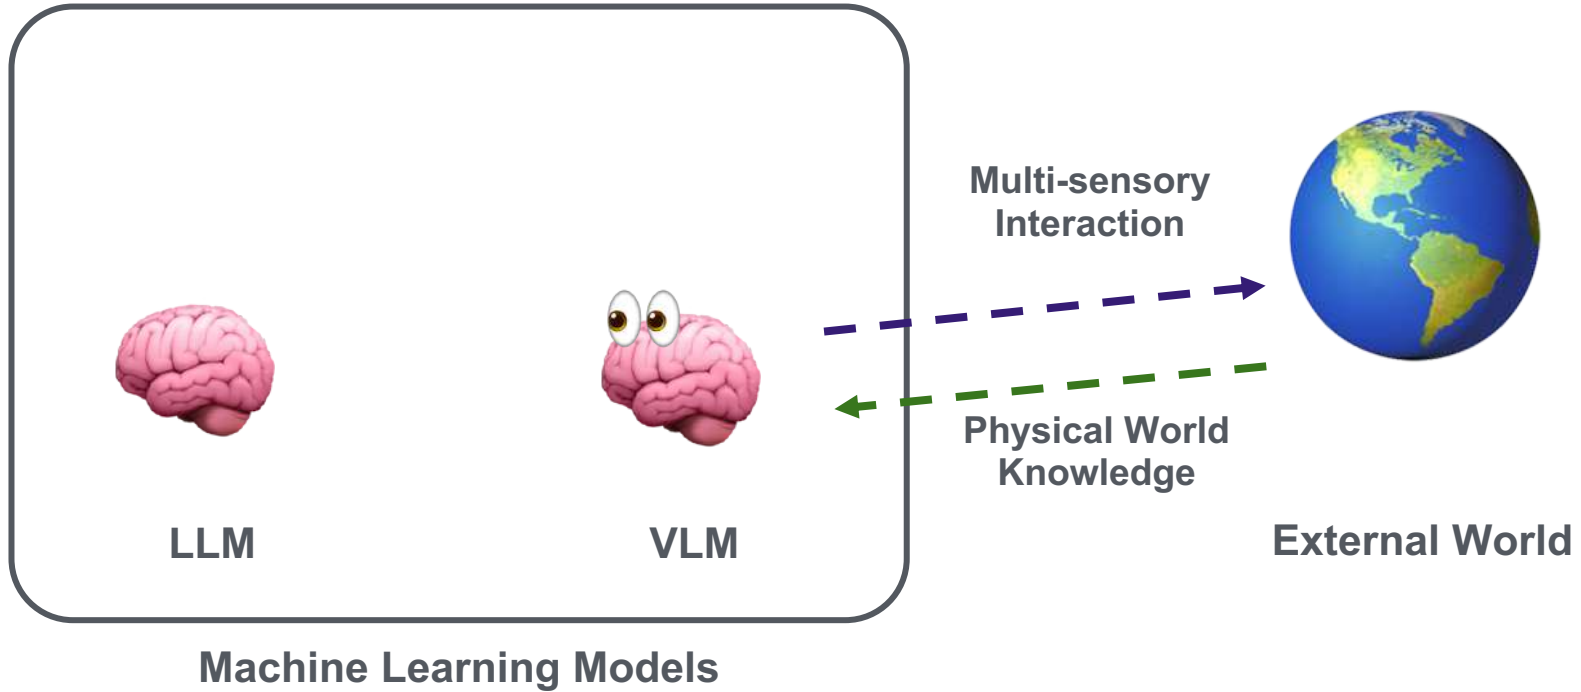 Multi-sensory
Interaction
Physical World
Knowledge
LLM
VLM
External World
Machine Learning Models